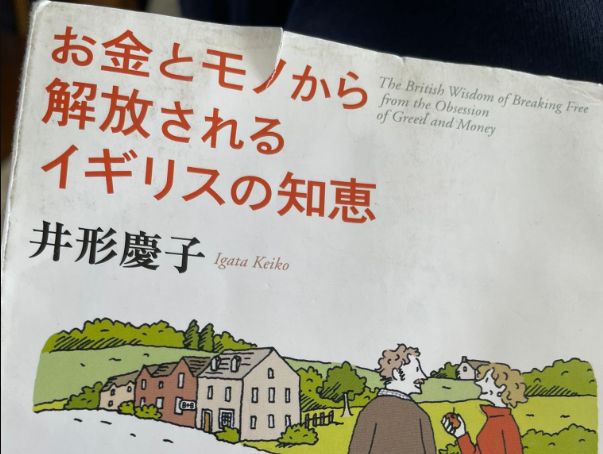 お金とモノから
解放される
イギリスの知恵
The British Wisdom of Breaking Free
from the Obsession
of Greed and Money
井形慶子 Igata Keiko
B+B